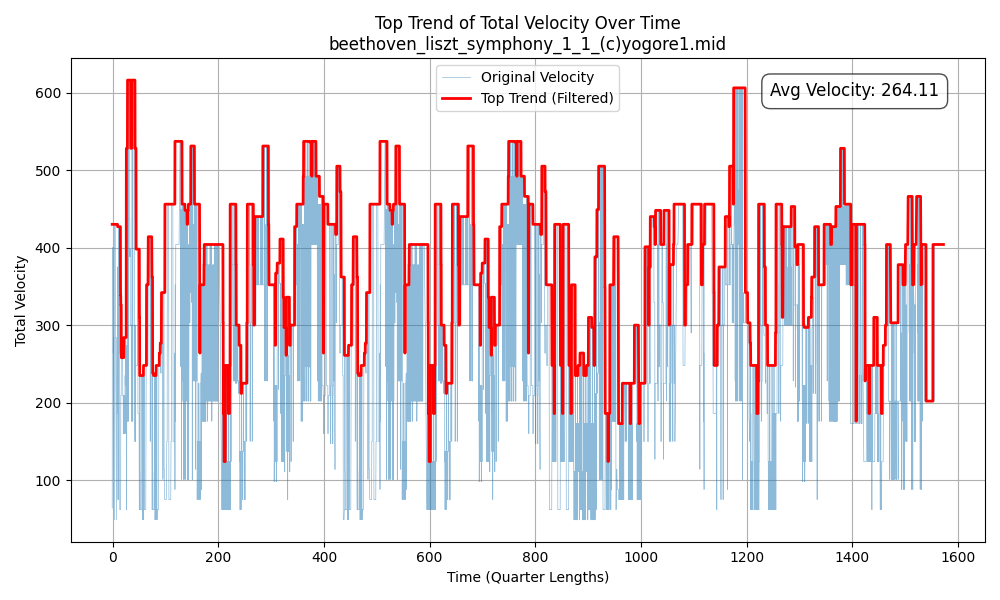 Top Trend of Total Velocity Over Time
beethoven_liszt_symphony_1_1_(c)yogore1.mid
Original Velocity
Top Trend (Filtered)
Avg Velocity: 264.11
Total Velocity
600
500
400
300
200
100
0 200 400 600 800 1000 1200 1400 1600
Time (Quarter Lengths)